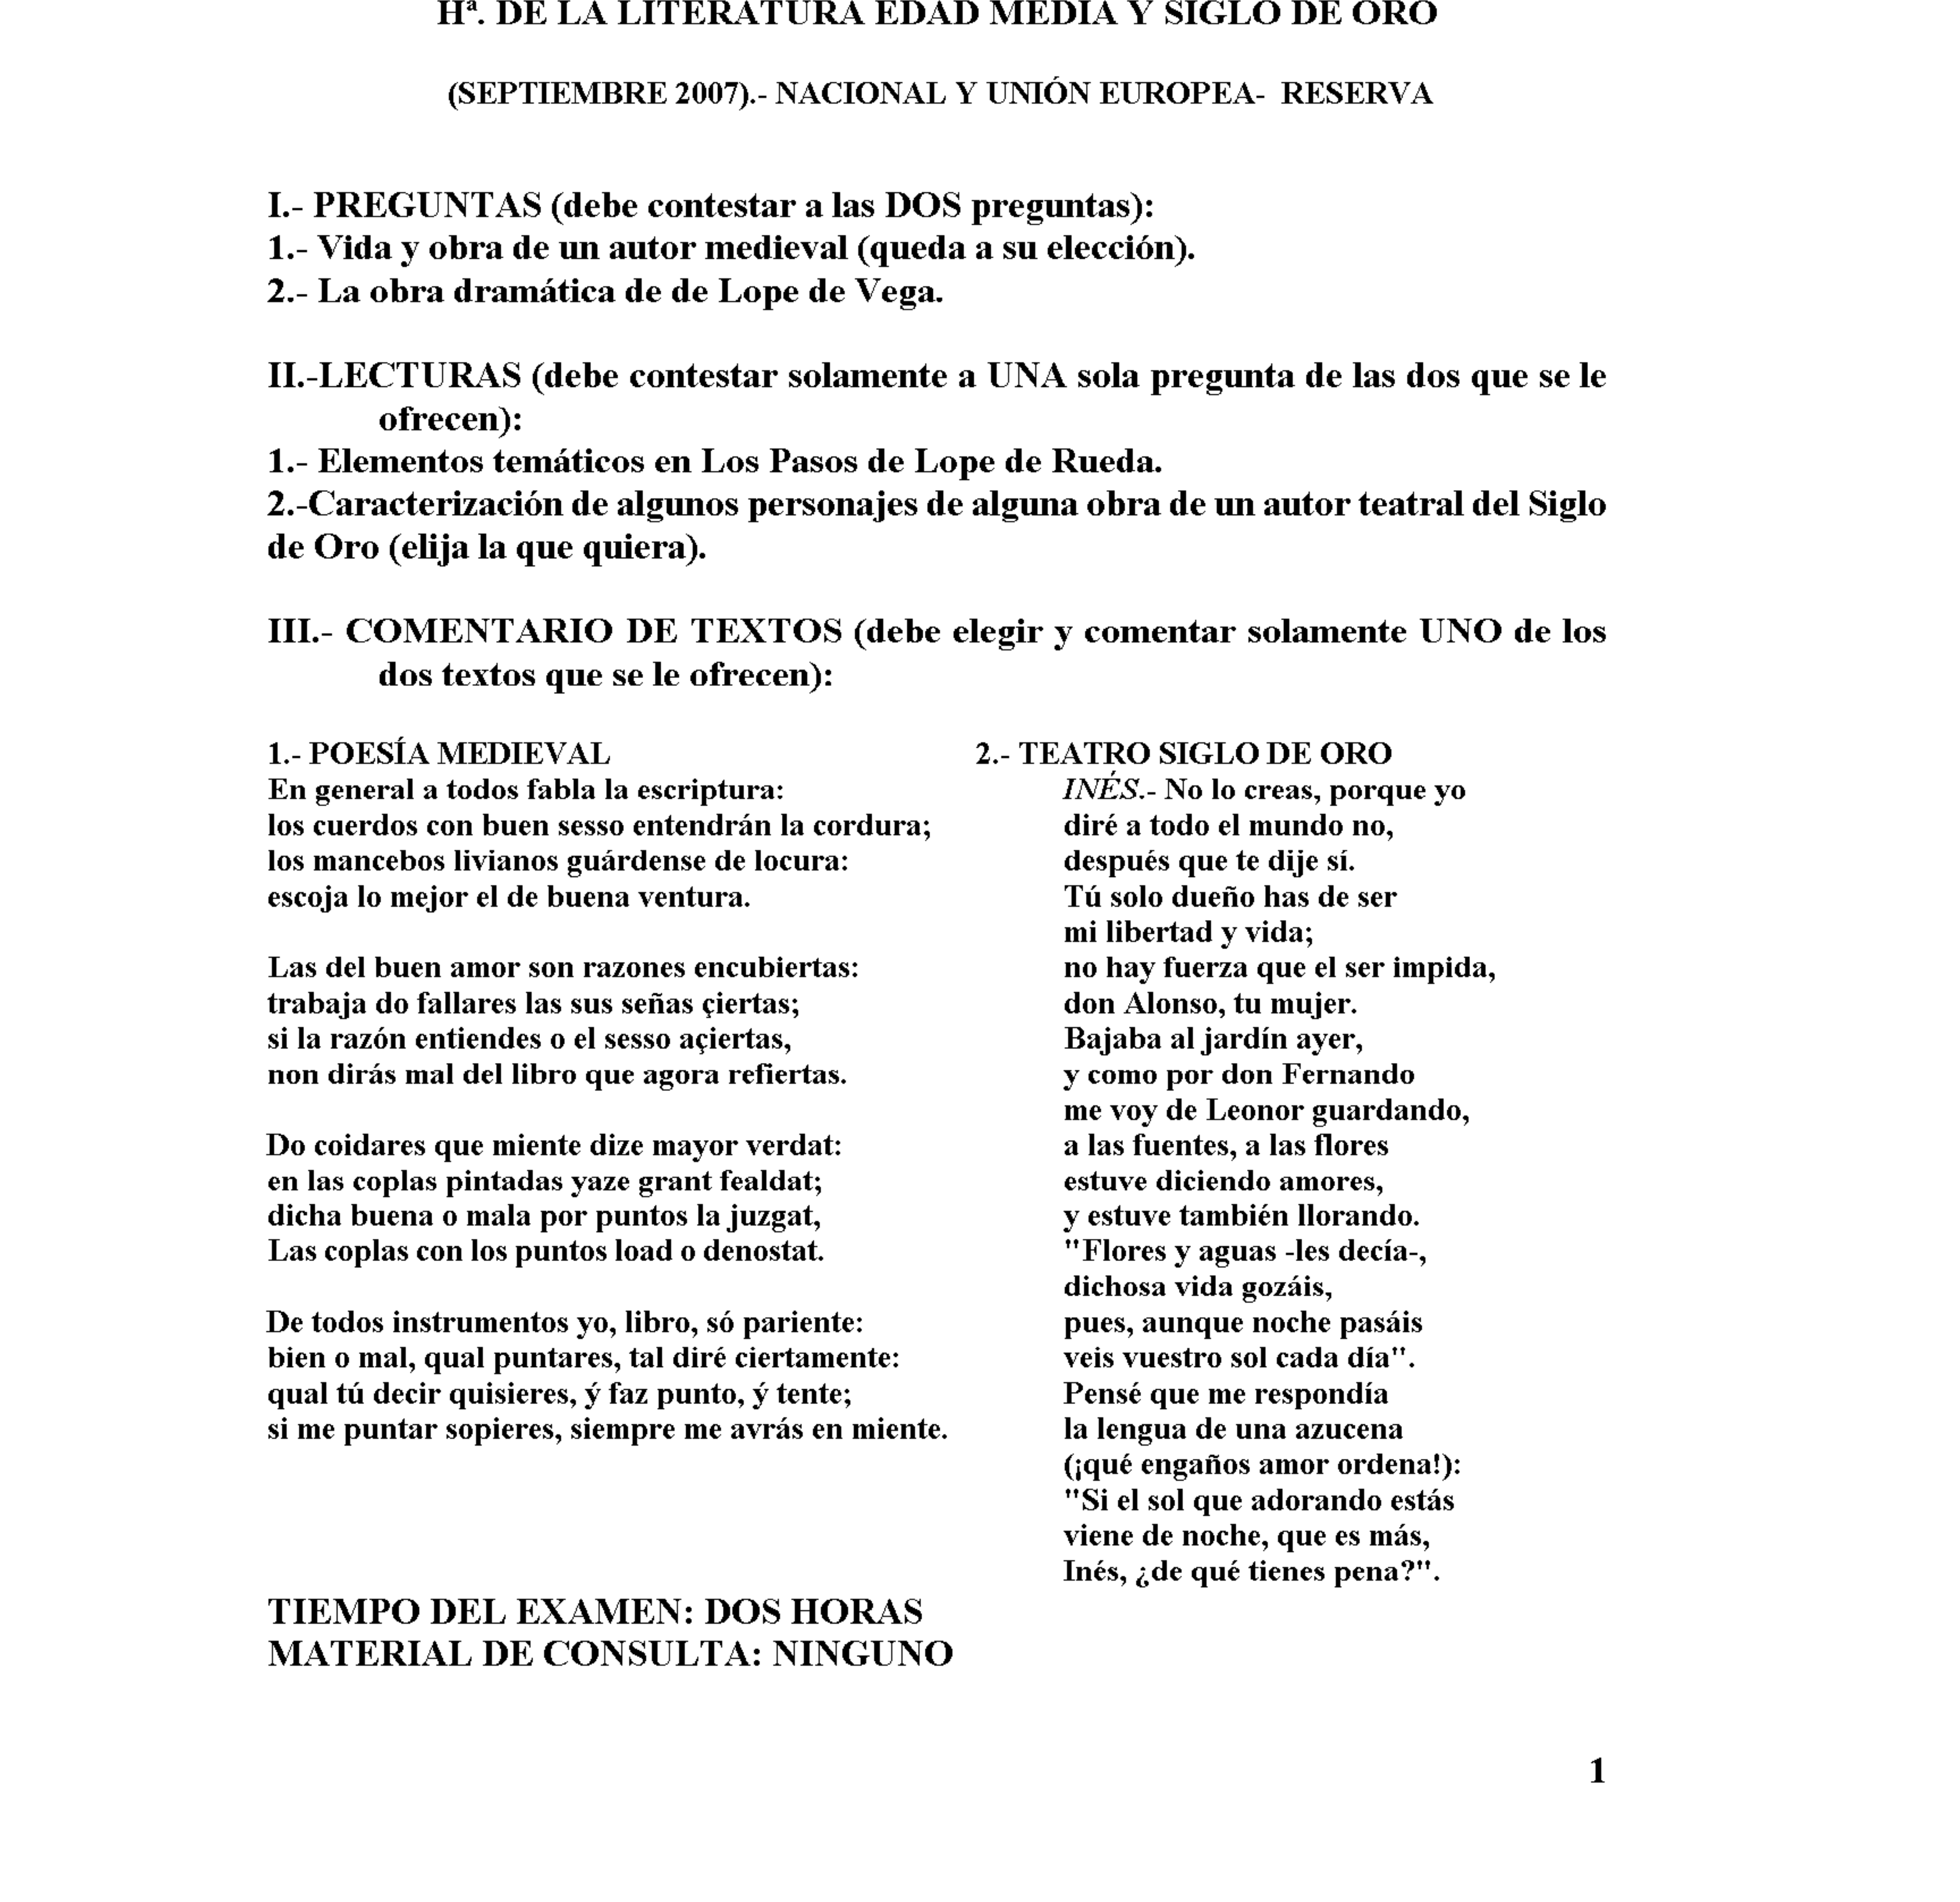 Hª. DE LA LITERATURA EDAD MEDIA Y SIGLO DE ORO
(SEPTIEMBRE 2007).- NACIONAL Y UNIÓN EUROPEA- RESERVA
I.- PREGUNTAS (debe contestar a las DOS preguntas):
1.- Vida y obra de un autor medieval (queda a su elección).
2.- La obra dramática de de Lope de Vega.
II.-LECTURAS (debe contestar solamente a UNA sola pregunta de las dos que se le
ofrecen):
1.- Elementos temáticos en Los Pasos de Lope de Rueda.
2.-Caracterización de algunos personajes de alguna obra de un autor teatral del Siglo
de Oro (elija la que quiera).
III.- COMENTARIO DE TEXTOS (debe elegir y comentar solamente UNO de los
dos textos que se le ofrecen):
1.- POESÍA MEDIEVAL
En general a todos fabla la escriptura:
los cuerdos con buen sesso entendrán la cordura;
los mancebos livianos guárdense de locura:
escoja lo mejor el de buena ventura.
Las del buen amor son razones encubiertas:
trabaja do fallares las sus señas çiertas;
si la razón entiendes o el sesso açiertas,
non dirás mal del libro que agora refiertas.
Do coidares que miente dize mayor verdat:
en las coplas pintadas yaze grant fealdat;
dicha buena o mala por puntos la juzgat,
Las coplas con los puntos load o denostat.
De todos instrumentos yo, libro, só pariente:
bien o mal, qual puntares, tal diré ciertamente:
qual tú decir quisieres, ý faz punto, ý tente;
si me puntar sopieres, siempre me avrás en miente.
2.- TEATRO SIGLO DE ORO
INÉS.- No lo creas, porque yo
diré a todo el mundo no,
después que te dije sí.
Tú solo dueño has de ser
mi libertad y vida;
no hay fuerza que el ser impida,
don Alonso, tu mujer.
Bajaba al jardín ayer,
y como por don Fernando
me voy de Leonor guardando,
a las fuentes, a las flores
estuve diciendo amores,
y estuve también llorando.
"Flores y aguas -les decía-,
dichosa vida gozáis,
pues, aunque noche pasáis
veis vuestro sol cada día".
Pensé que me respondía
la lengua de una azucena
(¡qué engaños amor ordena!):
"Si el sol que adorando estás
viene de noche, que es más,
Inés, ¿de qué tienes pena?".
TIEMPO DEL EXAMEN: DOS HORAS
MATERIAL DE CONSULTA: NINGUNO
1